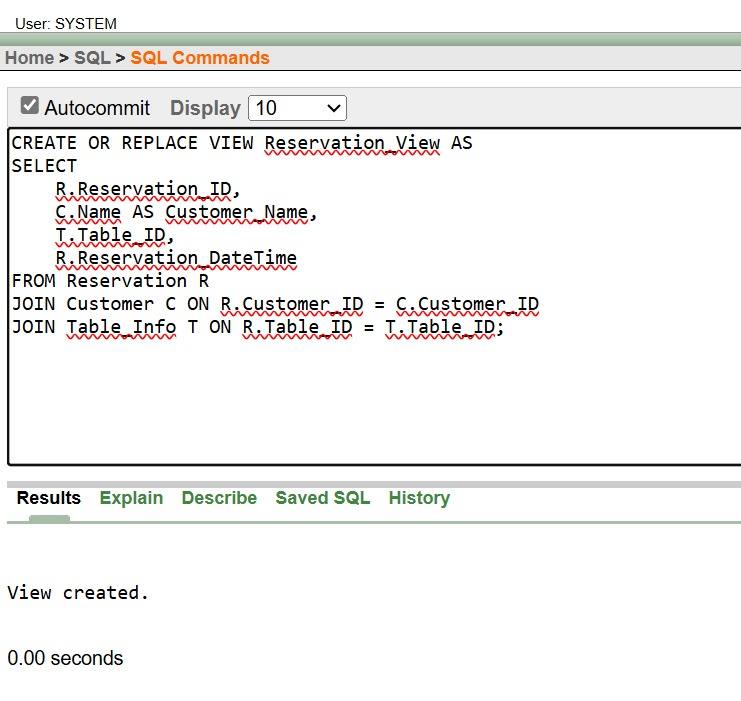 User: SYSTEM
Home > SQL > SQL Commands
Autocommit Display 10
CREATE OR REPLACE VIEW Reservation_View AS
SELECT
    R.Reservation_ID,
    C.Name AS Customer_Name,
    T.Table_ID,
    R.Reservation_DateTime
FROM Reservation R
JOIN Customer C ON R.Customer_ID = C.Customer_ID
JOIN Table_Info T ON R.Table_ID = T.Table_ID;
Results Explain Describe Saved SQL History
View created.
0.00 seconds